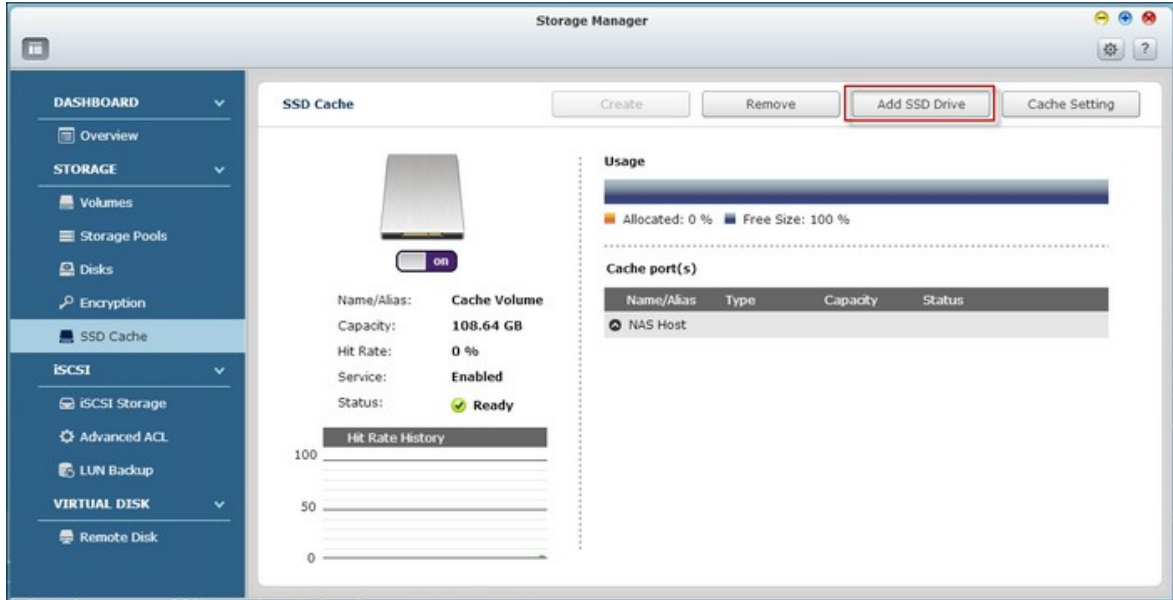 Storage Manager
?
DASHBOARD
Overview
STORAGE
Volumes
Storage Pools
Disks
Encryption
SSD Cache
iSCSI
iSCSI Storage
Advanced ACL
LUN Backup
VIRTUAL DISK
Remote Disk
SSD Cache
Create Remove Add SSD Drive Cache Setting
on
Name/Alias: Cache Volume
Capacity: 108.64 GB
Hit Rate: 0 %
Service: Enabled
Status: Ready
Hit Rate History
100
50
0
Usage
Allocated: 0 % Free Size: 100 %
Cache port(s)
Name/Alias Type Capacity Status
NAS Host